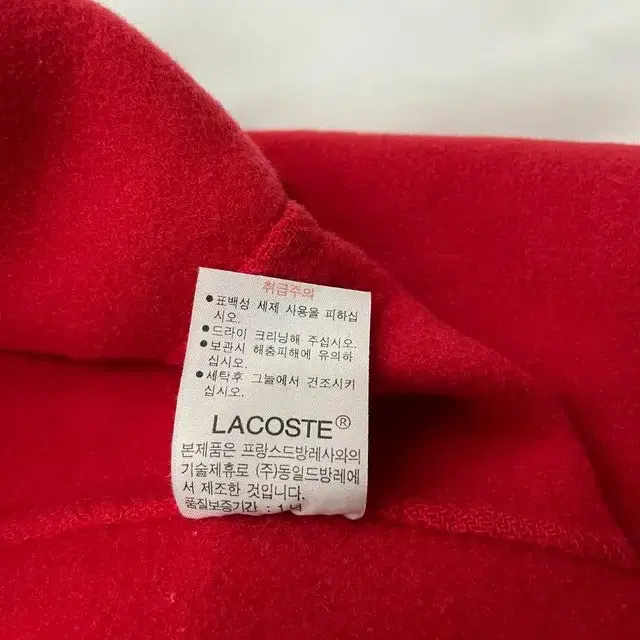 취급주의
●표백성 세제 사용을 피하십
시오.
●드라이 크리닝해 주십시오.
●보관시 해충피해에 유의하
십시오.
●세탁후 그늘에서 건조시키
십시오.
LACOSTE®
본제품은 프랑스드방레사와의
기술제휴로 (주)동일드방레에
서 제조한 것입니다.
품질보증기간 : 1년